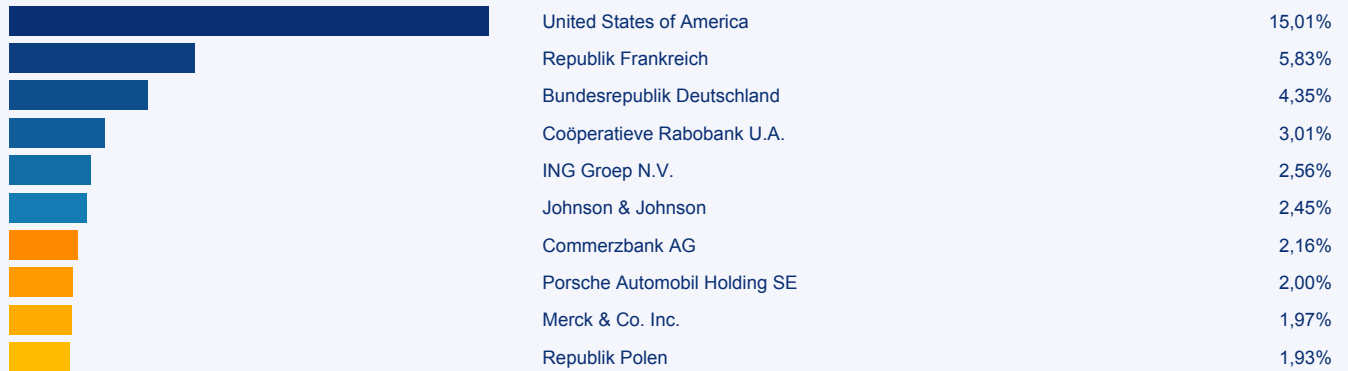 United States of America 15,01%
Republik Frankreich 5,83%
Bundesrepublik Deutschland 4,35%
Coöperatieve Rabobank U.A. 3,01%
ING Groep N.V. 2,56%
Johnson & Johnson 2,45%
Commerzbank AG 2,16%
Porsche Automobil Holding SE 2,00%
Merck & Co. Inc. 1,97%
Republik Polen 1,93%